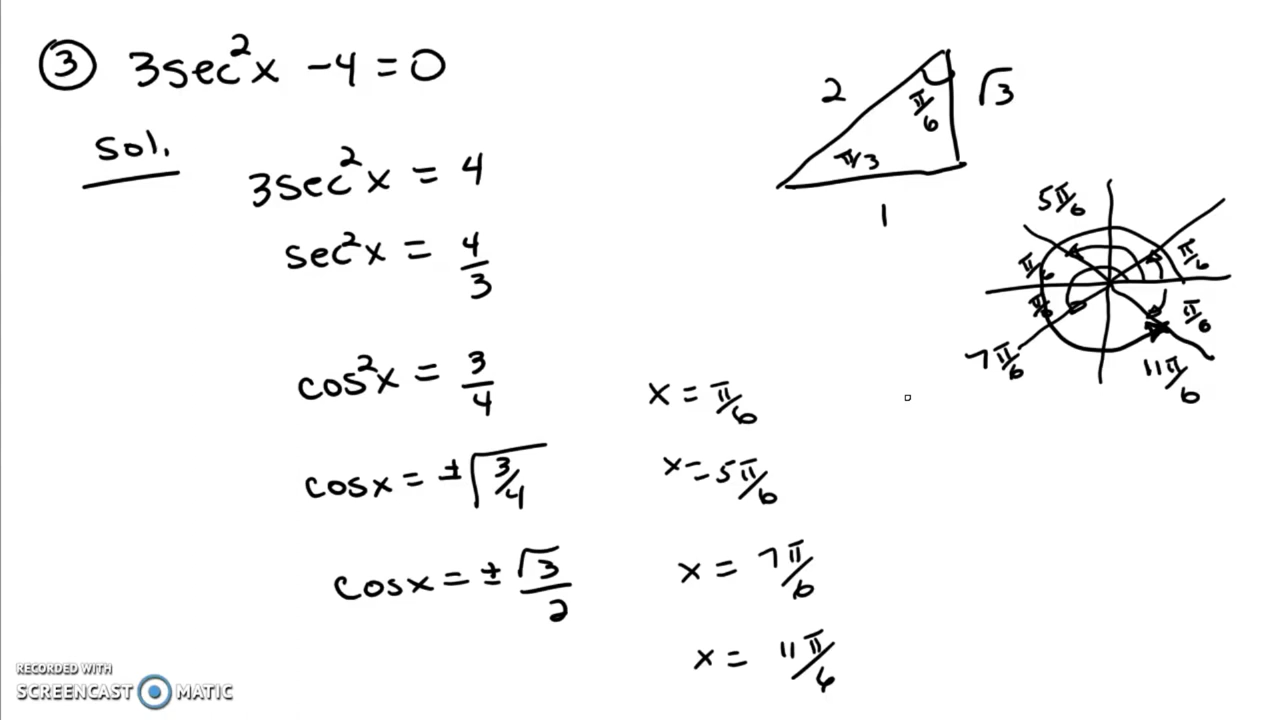 ③ 3sec²x - 4 = 0
Sol.
3sec²x = 4
sec²x = 4/3
cos²x = 3/4
cosx = ±√(3/4)
cosx = ±√3/2
x = π/6
x = 5π/6
x = 7π/6
x = 11π/6
2
π/6
√3
π/3
1
5π/6
π/6
π/6
π/6
π/6
7π/6
11π/6
RECORDED WITH
SCREENCAST MATIC